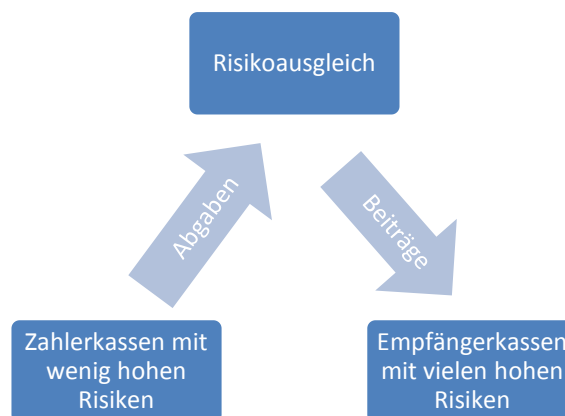 Risikoausgleich
Abgaben
Beiträge
Zahlerkassen mit
wenig hohen
Risiken
Empfängerkassen
mit vielen hohen
Risiken